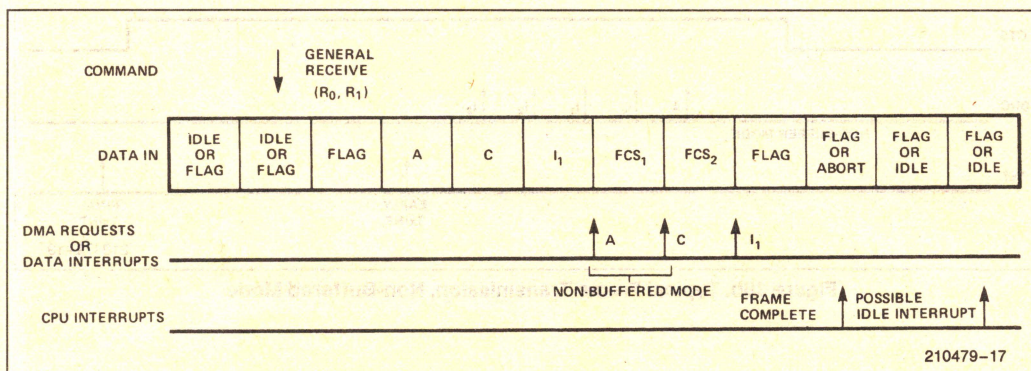 COMMAND
GENERAL
RECEIVE
(R0, R1)
DATA IN
IDLE
OR
FLAG
IDLE
OR
FLAG
FLAG
A
C
I1
FCS1
FCS2
FLAG
FLAG
OR
ABORT
FLAG
OR
IDLE
FLAG
OR
IDLE
DMA REQUESTS
OR
DATA INTERRUPTS
A
C
I1
NON-BUFFERED MODE
CPU INTERRUPTS
FRAME
COMPLETE
POSSIBLE
IDLE INTERRUPT
210479-17